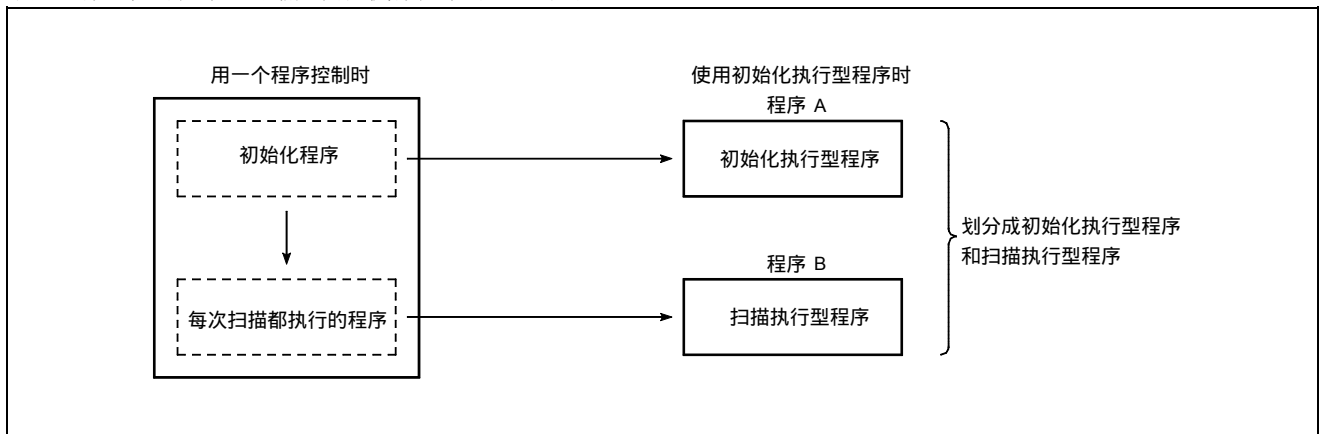 用一个程序控制时
初始化程序
每次扫描都执行的程序
使用初始化执行型程序时
程序 A
初始化执行型程序
程序 B
扫描执行型程序
划分成初始化执行型程序
和扫描执行型程序